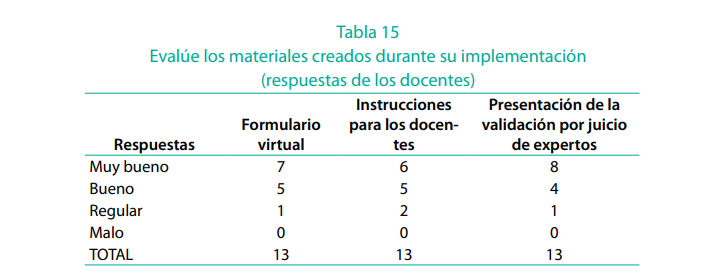 Tabla 15
Evalúe los materiales creados durante su implementación
(respuestas de los docentes)
Respuestas Formulario virtual Instrucciones para los docen-tes Presentación de la validación por juicio de expertos
Muy bueno 7 6 8
Bueno 5 5 4
Regular 1 2 1
Malo 0 0 0
TOTAL 13 13 13